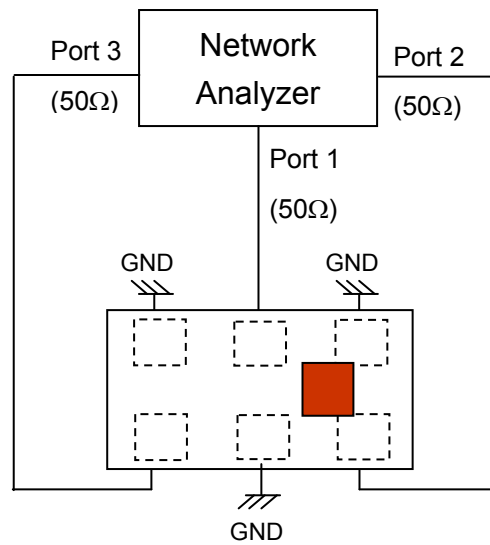 Network
Analyzer
Port 3
(50Ω)
Port 2
(50Ω)
Port 1
(50Ω)
GND
GND
GND